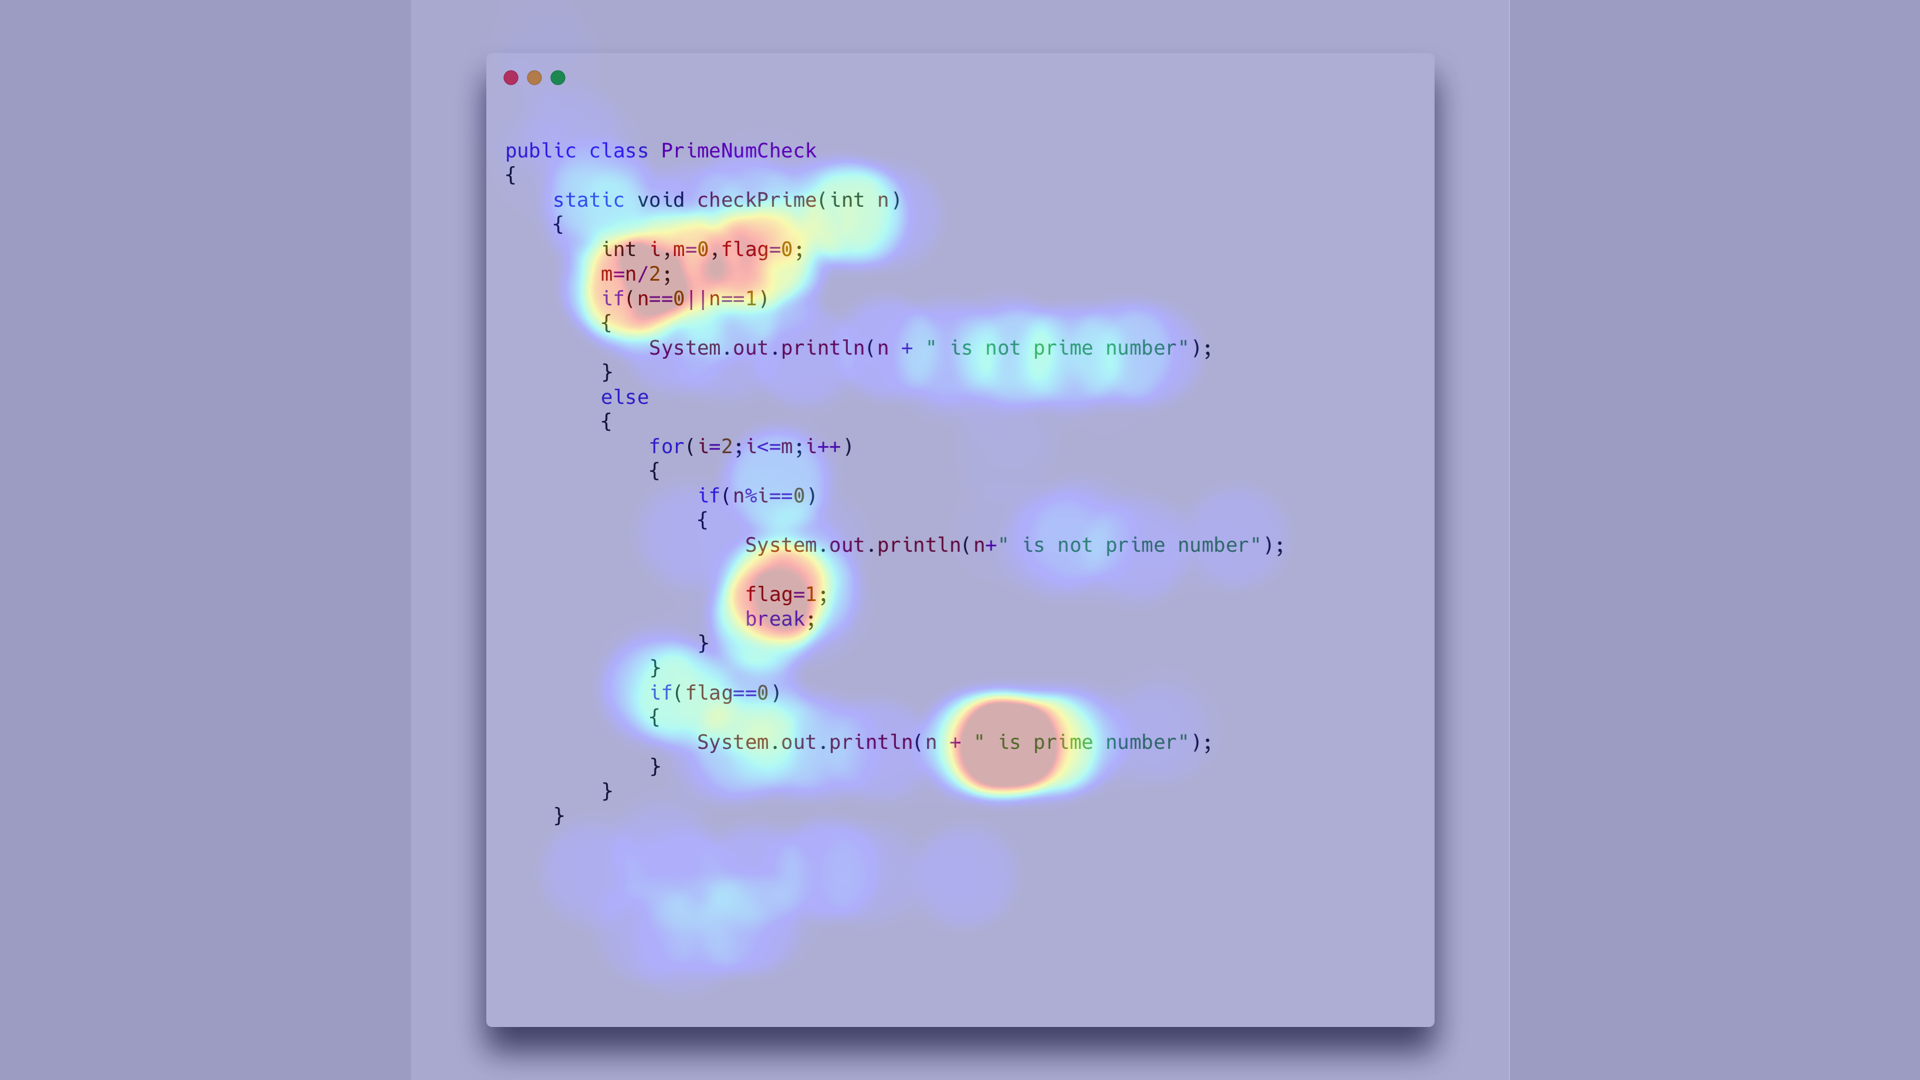 public class PrimeNumCheck
{
    static void checkPrime(int n)
    {
        int i,m=0,flag=0;
        m=n/2;
        if(n==0||n==1)
        {
            System.out.println(n + " is not prime number");
        }
        else
        {
            for(i=2;i<=m;i++)
            {
                if(n%i==0)
                {
                    System.out.println(n+" is not prime number");
                    flag=1;
                    break;
                }
            }
            if(flag==0)
            {
                System.out.println(n + " is prime number");
            }
        }
    }